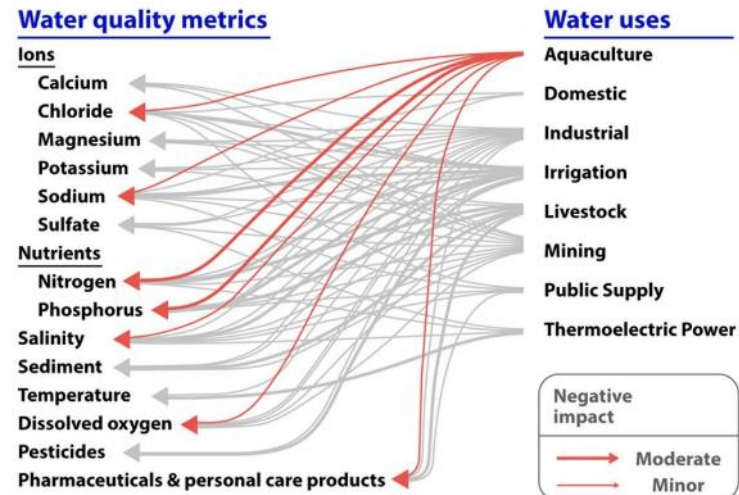 Water quality metrics
Ions
Calcium
Chloride
Magnesium
Potassium
Sodium
Sulfate
Nutrients
Nitrogen
Phosphorus
Salinity
Sediment
Temperature
Dissolved oxygen
Pesticides
Pharmaceuticals & personal care products
Water uses
Aquaculture
Domestic
Industrial
Irrigation
Livestock
Mining
Public Supply
Thermoelectric Power
Negative
impact
Moderate
Minor